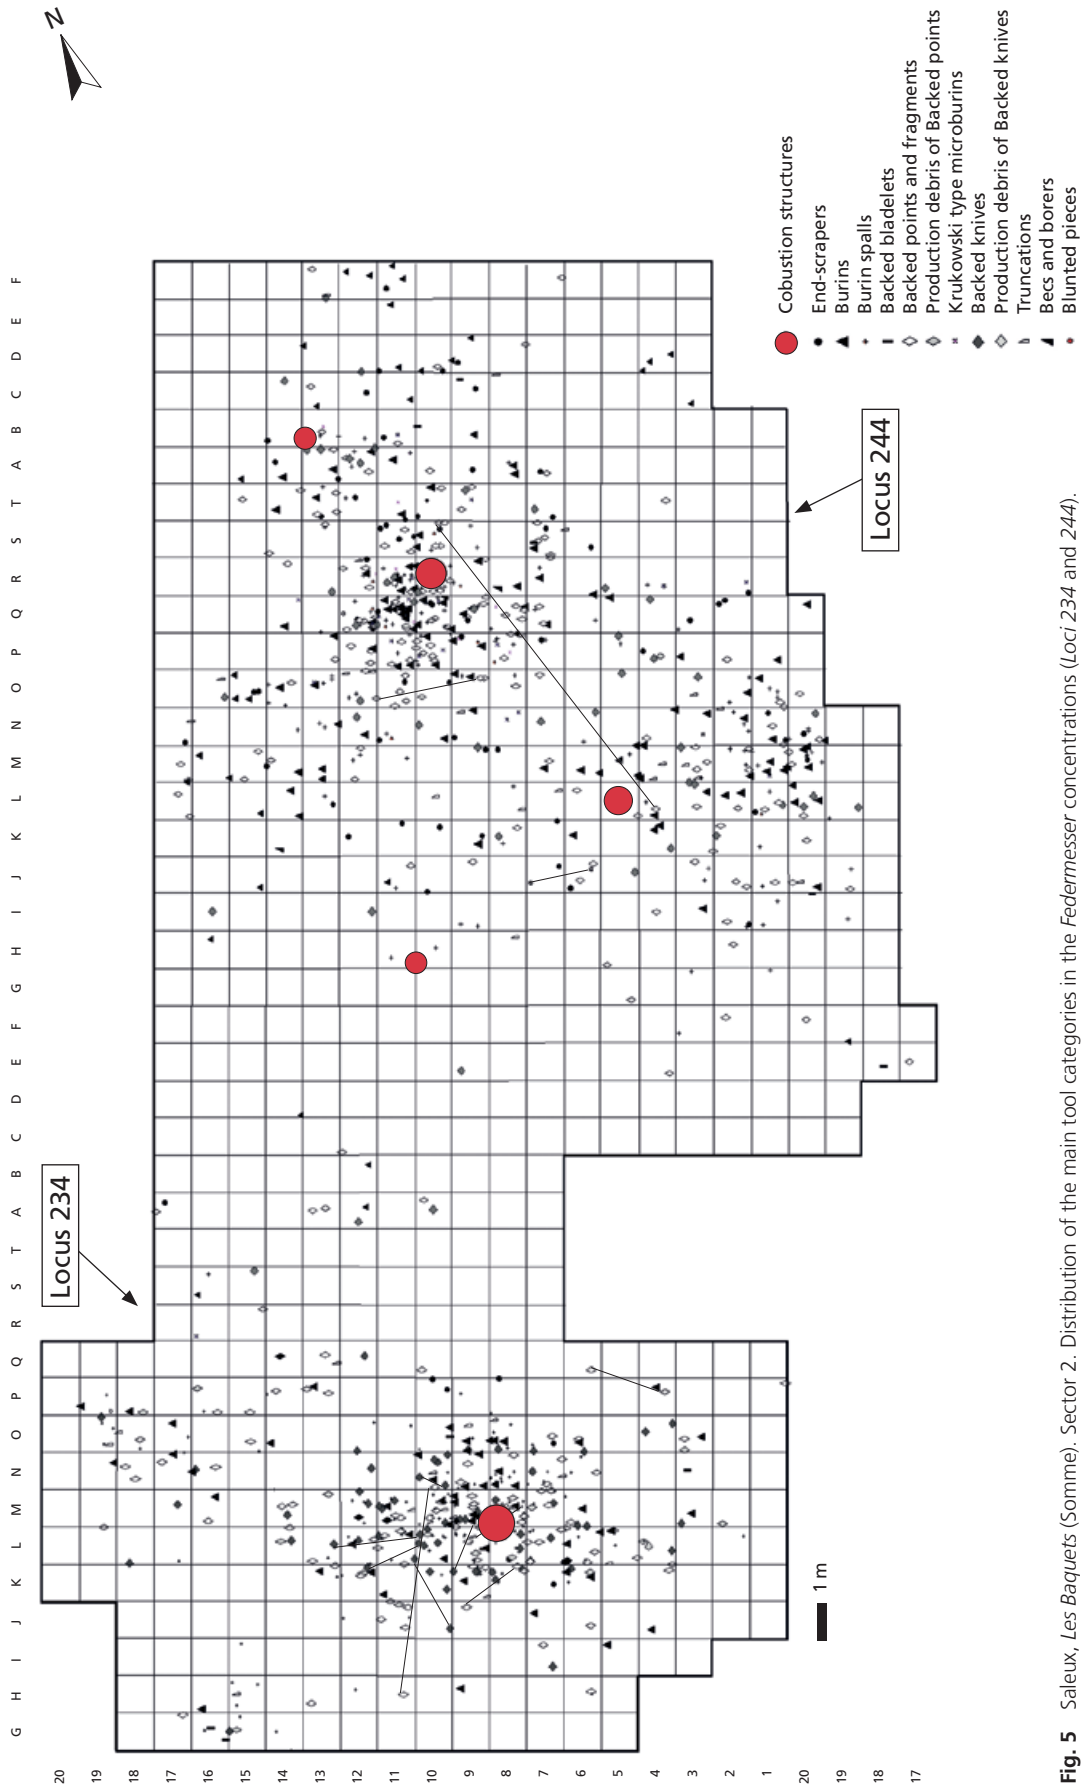 N
G H I J K L M N O P Q R S T A B C D E F G H I J K L M N O P Q R S T A B C D E F
20
19
18
17
16
15
14
13
12
11
10
9
8
7
6
5
4
3
2
1
20
19
18
17
Locus 234
Locus 244
1 m
Cobustion structures
End-scrapers
Burins
Burin spalls
Backed bladelets
Backed points and fragments
Production debris of Backed points
Krukowski type microburins
Backed knives
Production debris of Backed knives
Truncations
Becs and borers
Blunted pieces
Fig. 5 Saleux, Les Baquets (Somme). Sector 2. Distribution of the main tool categories in the Federmesser concentrations (Loci 234 and 244).